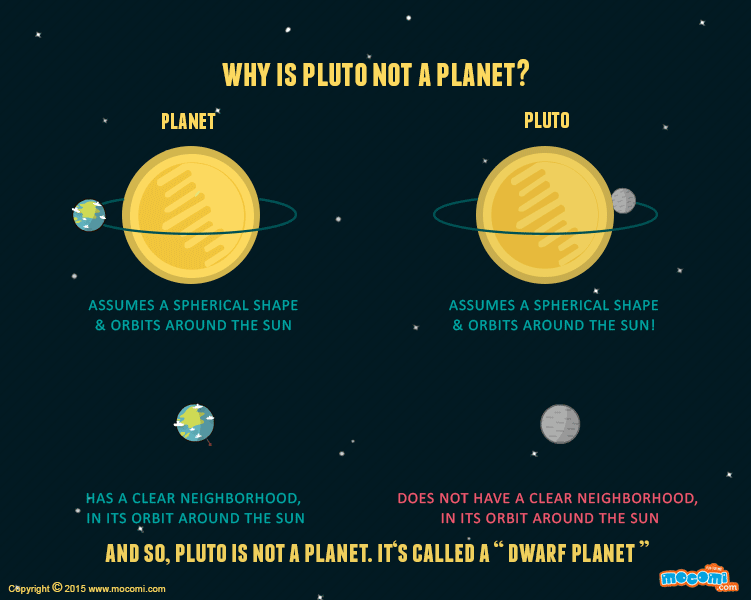 WHY IS PLUTO NOT A PLANET?
PLANET
PLUTO
ASSUMES A SPHERICAL SHAPE
& ORBITS AROUND THE SUN
ASSUMES A SPHERICAL SHAPE
& ORBITS AROUND THE SUN!
HAS A CLEAR NEIGHBORHOOD,
IN ITS ORBIT AROUND THE SUN
DOES NOT HAVE A CLEAR NEIGHBORHOOD,
IN ITS ORBIT AROUND THE SUN
AND SO, PLUTO IS NOT A PLANET. IT'S CALLED A “ DWARF PLANET ”
Copyright © 2015 www.mocomi.com
mocomi
.com